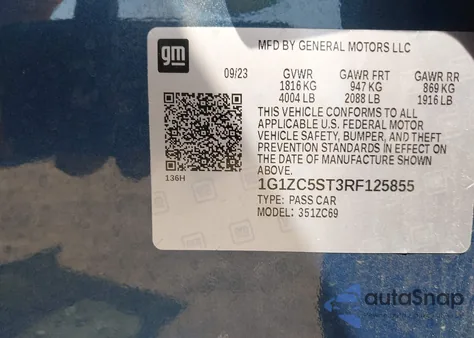 gm
MFD BY GENERAL MOTORS LLC
09/23 GVWR GAWR FRT GAWR RR
1816 KG 947 KG 869 KG
4004 LB 2088 LB 1916 LB
THIS VEHICLE CONFORMS TO ALL
APPLICABLE U.S. FEDERAL MOTOR
VEHICLE SAFETY, BUMPER, AND THEFT
PREVENTION STANDARDS IN EFFECT ON
THE DATE OF MANUFACTURE SHOWN
ABOVE.
136H
1G1ZC5ST3RF125855
TYPE: PASS CAR
MODEL: 351ZC69
autoSnap